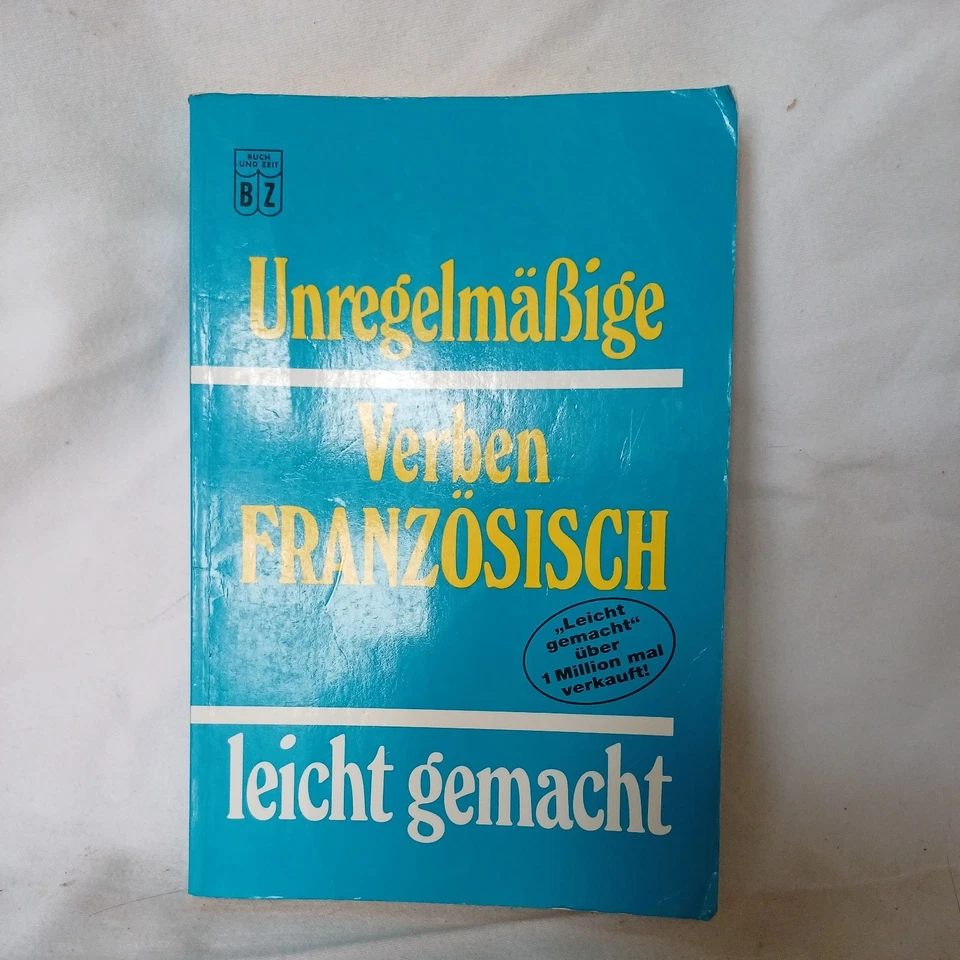 BUCH
UND ZEIT
B Z
Unregelmäßige
Verben
FRANZÖSISCH
„Leicht
gemacht“
über
1 Million mal
verkauft!
leicht gemacht